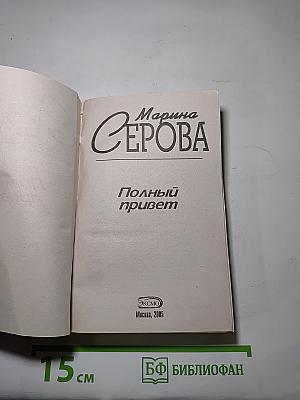 Марина
СЕРОВА
Полный
привет
ЭКСМО
Москва, 2005
15 см
БФ БИБЛИОФАН